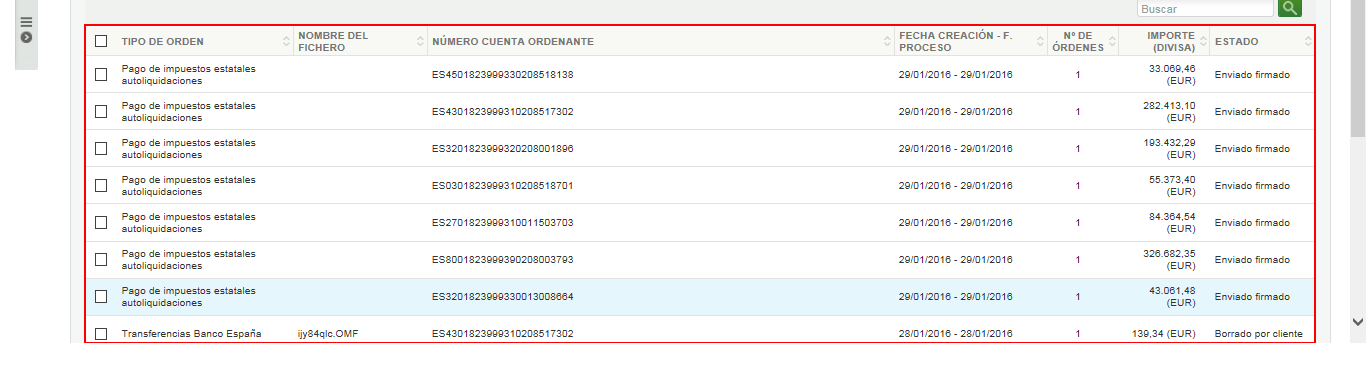 Buscar
TIPO DE ORDEN NOMBRE DEL FICHERO NÚMERO CUENTA ORDENANTE FECHA CREACIÓN - F. PROCESO Nº DE ÓRDENES IMPORTE (DIVISA) ESTADO
Pago de impuestos estatales autoliquidaciones ES4501823999330208518138 29/01/2016 - 29/01/2016 1 33.069,46 (EUR) Enviado firmado
Pago de impuestos estatales autoliquidaciones ES4301823999310208517302 29/01/2016 - 29/01/2016 1 282.413,10 (EUR) Enviado firmado
Pago de impuestos estatales autoliquidaciones ES3201823999320208001896 29/01/2016 - 29/01/2016 1 193.432,29 (EUR) Enviado firmado
Pago de impuestos estatales autoliquidaciones ES0301823999310208518701 29/01/2016 - 29/01/2016 1 55.373,40 (EUR) Enviado firmado
Pago de impuestos estatales autoliquidaciones ES2701823999310011503703 29/01/2016 - 29/01/2016 1 84.364,54 (EUR) Enviado firmado
Pago de impuestos estatales autoliquidaciones ES8001823999390208003793 29/01/2016 - 29/01/2016 1 326.682,35 (EUR) Enviado firmado
Pago de impuestos estatales autoliquidaciones ES3201823999330013008664 29/01/2016 - 29/01/2016 1 43.061,48 (EUR) Enviado firmado
Transferencias Banco España ijy84qlc.OMF ES4301823999310208517302 28/01/2016 - 28/01/2016 1 139,34 (EUR) Borrado por cliente